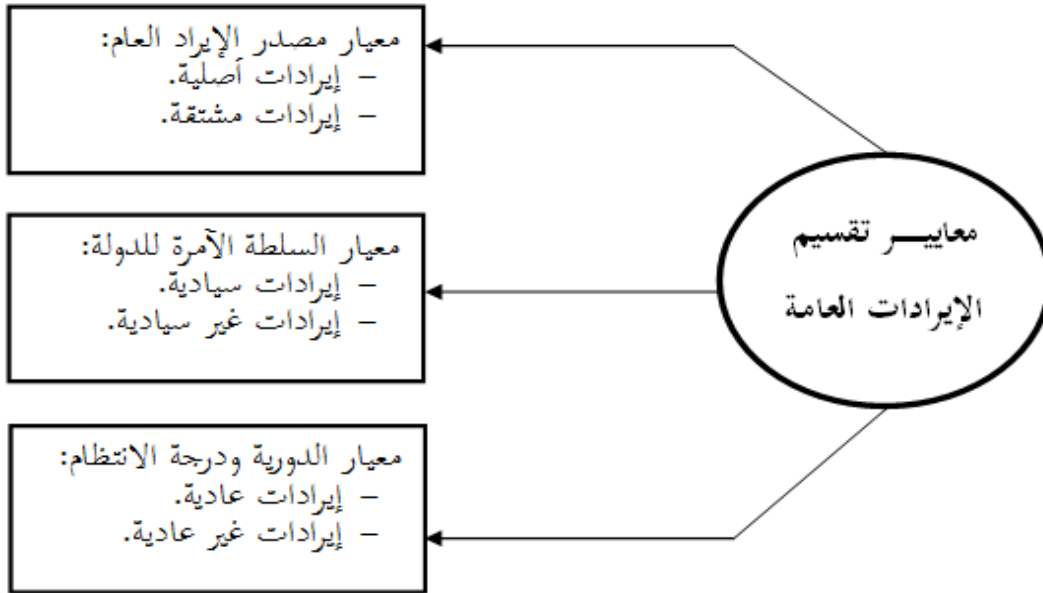 معاييـــر تقسيم
الإيرادات العامة
معيار مصدر الإيراد العام:
– إيرادات أصلية.
– إيرادات مشتقة.
معيار السلطة الآمرة للدولة:
– إيرادات سيادية.
– إيرادات غير سيادية.
معيار الدورية ودرجة الانتظام:
– إيرادات عادية.
– إيرادات غير عادية.